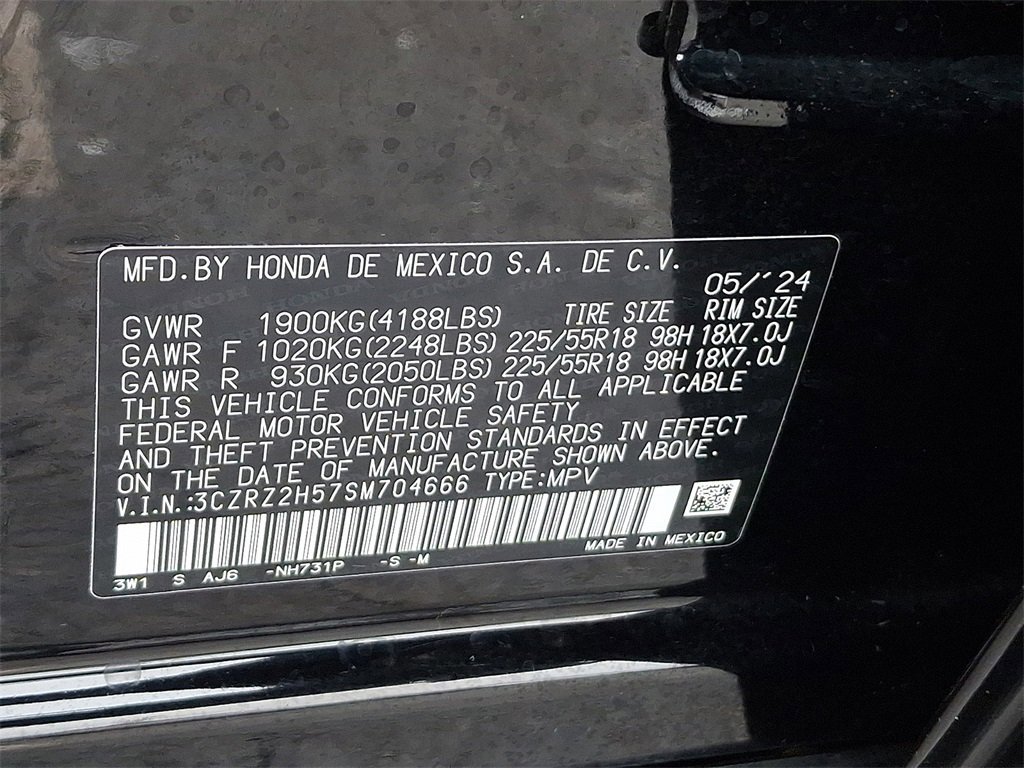 MFD.BY HONDA DE MEXICO S.A. DE C.V.
05/'24
GVWR 1900KG(4188LBS) TIRE SIZE RIM SIZE
GAWR F 1020KG(2248LBS) 225/55R18 98H 18X7.0J
GAWR R 930KG(2050LBS) 225/55R18 98H 18X7.0J
THIS VEHICLE CONFORMS TO ALL APPLICABLE
FEDERAL MOTOR VEHICLE SAFETY
AND THEFT PREVENTION STANDARDS IN EFFECT
ON THE DATE OF MANUFACTURE SHOWN ABOVE.
V.I.N.:3CZRZ2H57SM704666 TYPE:MPV
MADE IN MEXICO
3W1 S AJ6 -NH731P -S -M